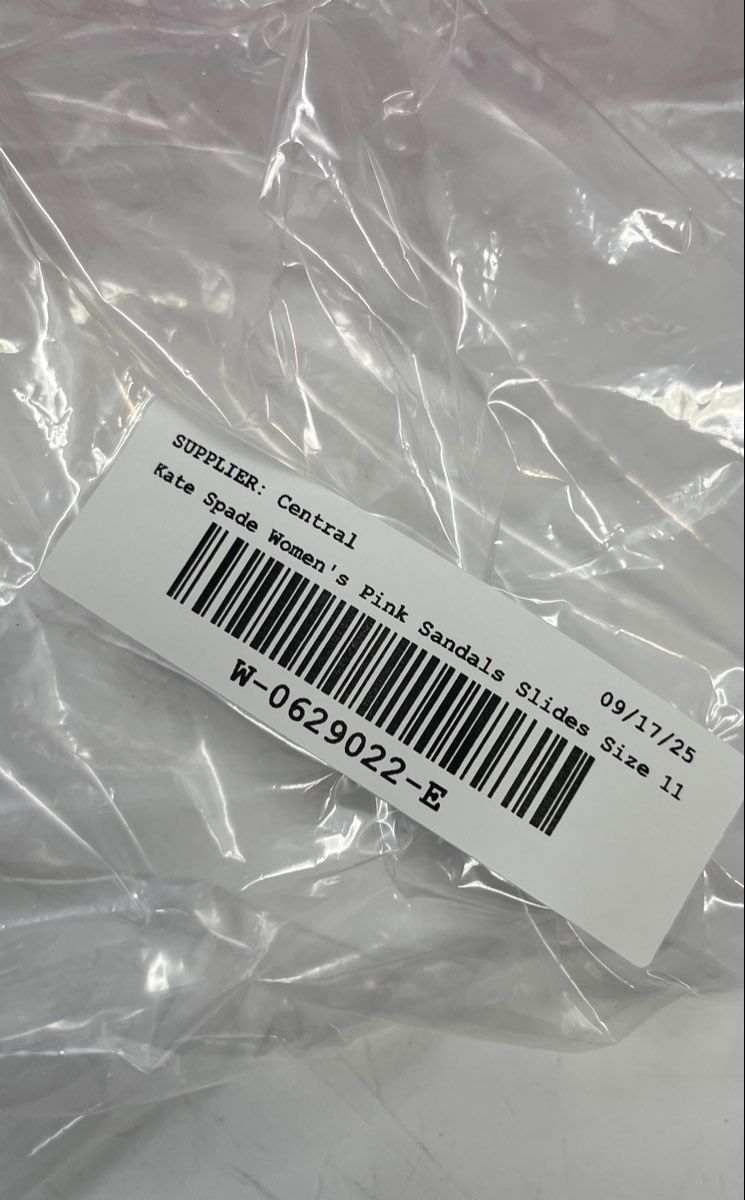 SUPPLIER: Central
09/17/25
Kate Spade Women's Pink Sandals Slides Size 11
W-0629022-E